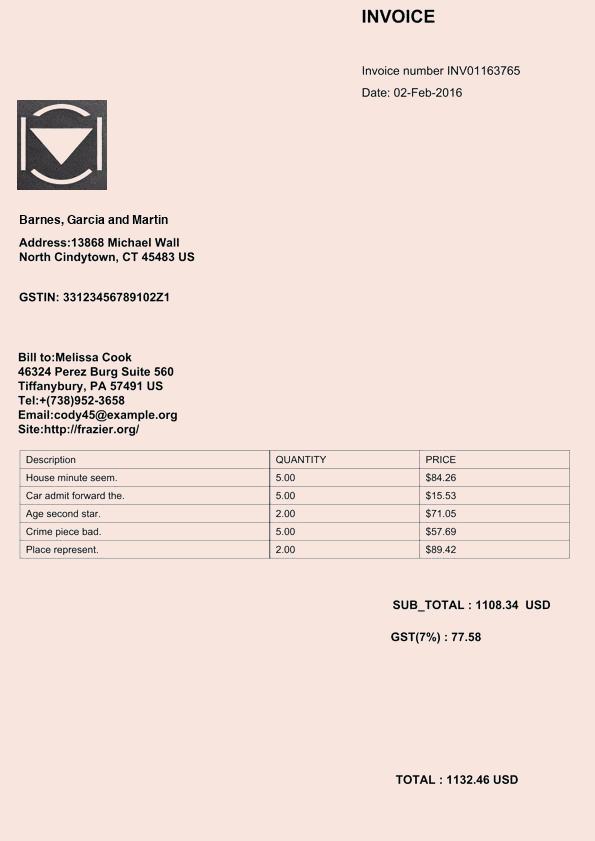 INVOICE
Invoice number INV01163765
Date: 02-Feb-2016
Barnes, Garcia and Martin
Address:13868 Michael Wall
North Cindytown, CT 45483 US
GSTIN: 33123456789102Z1
Bill to:Melissa Cook
46324 Perez Burg Suite 560
Tiffanybury, PA 57491 US
Tel:+(738)952-3658
Email:cody45@example.org
Site:http://frazier.org/
Description QUANTITY PRICE
House minute seem. 5.00 $84.26
Car admit forward the. 5.00 $15.53
Age second star. 2.00 $71.05
Crime piece bad. 5.00 $57.69
Place represent. 2.00 $89.42
SUB_TOTAL : 1108.34 USD
GST(7%) : 77.58
TOTAL : 1132.46 USD